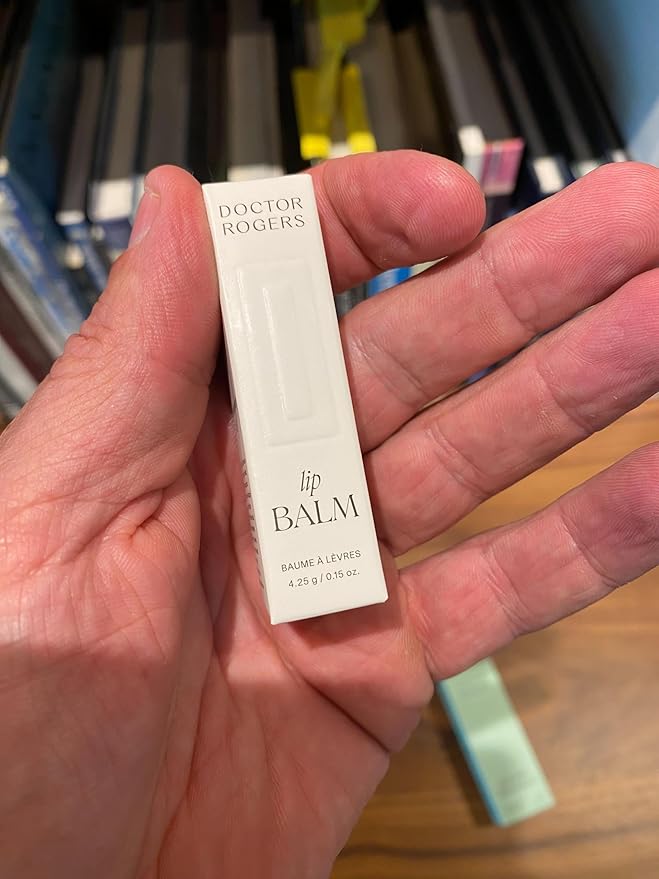 DOCTOR
ROGERS
lip
BALM
BAUME À LÈVRES
4.25 g / 0.15 oz.